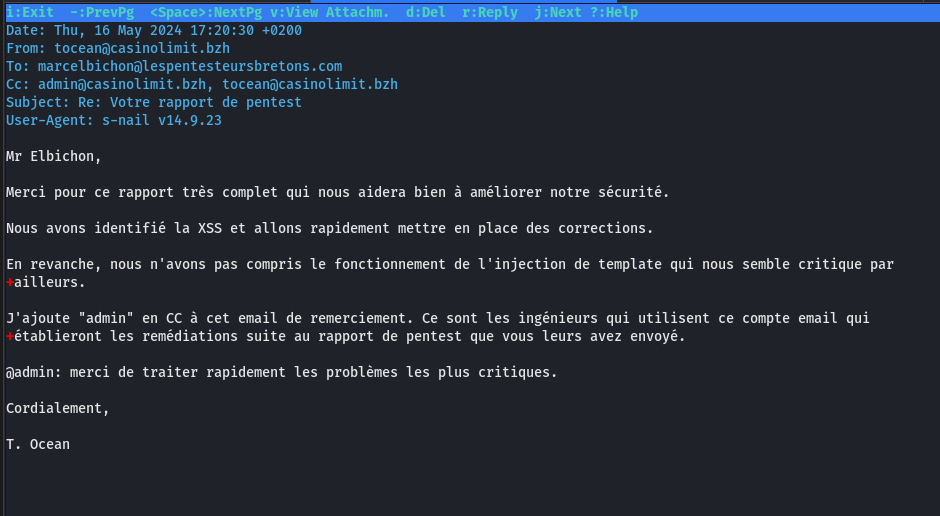 i:Exit  -:PrevPg  <Space>:NextPg v:View Attachm.  d:Del  r:Reply  j:Next ?:Help
Date: Thu, 16 May 2024 17:20:30 +0200
From: tocean@casinolimit.bzh
To: marcelbichon@lespentesteursbretons.com
Cc: admin@casinolimit.bzh, tocean@casinolimit.bzh
Subject: Re: Votre rapport de pentest
User-Agent: s-nail v14.9.23
Mr Elbichon,
Merci pour ce rapport très complet qui nous aidera bien à améliorer notre sécurité.
Nous avons identifié la XSS et allons rapidement mettre en place des corrections.
En revanche, nous n'avons pas compris le fonctionnement de l'injection de template qui nous semble critique par
+ailleurs.
J'ajoute "admin" en CC à cet email de remerciement. Ce sont les ingénieurs qui utilisent ce compte email qui
+établieront les remédiations suite au rapport de pentest que vous leurs avez envoyé.
@admin: merci de traiter rapidement les problèmes les plus critiques.
Cordialement,
T. Ocean